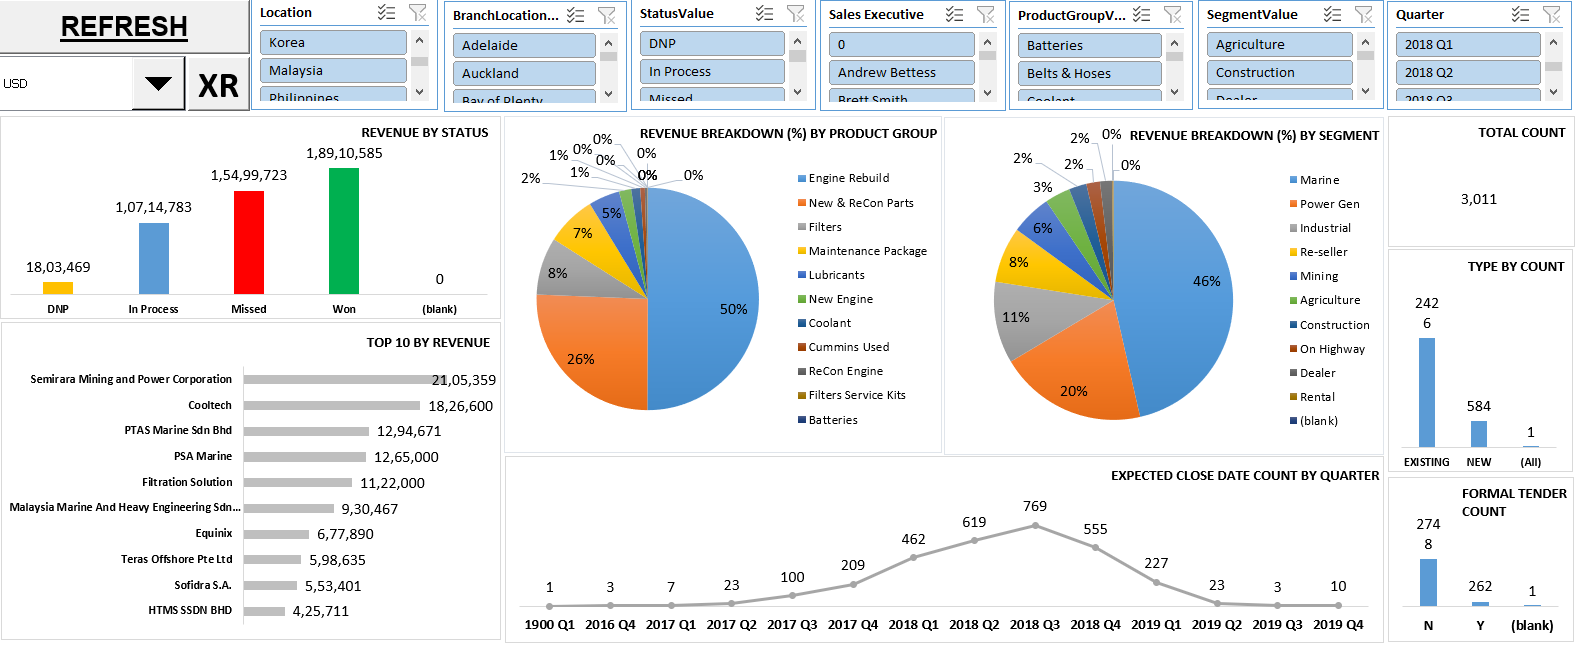 REFRESH
USD
XR
Location
Korea
Malaysia
Philippines
BranchLocation...
Adelaide
Auckland
Bay of Plenty
StatusValue
DNP
In Process
Missed
Sales Executive
0
Andrew Bettess
Brett Smith
ProductGroupV...
Batteries
Belts & Hoses
Coolant
SegmentValue
Agriculture
Construction
Dealer
Quarter
2018 Q1
2018 Q2
2018 Q3
REVENUE BY STATUS
18,03,469
1,07,14,783
1,54,99,723
1,89,10,585
0
DNP
In Process
Missed
Won
(blank)
TOP 10 BY REVENUE
Semirara Mining and Power Corporation 21,05,359
Cooltech 18,26,600
PTAS Marine Sdn Bhd 12,94,671
PSA Marine 12,65,000
Filtration Solution 11,22,000
Malaysia Marine And Heavy Engineering Sdn... 9,30,467
Equinix 6,77,890
Teras Offshore Pte Ltd 5,98,635
Sofidra S.A. 5,53,401
HTMS SSDN BHD 4,25,711
REVENUE BREAKDOWN (%) BY PRODUCT GROUP
50%
26%
8%
7%
5%
2%
1%
1%
0%
0%
0%
0%
0%
0%
0%
Engine Rebuild
New & ReCon Parts
Filters
Maintenance Package
Lubricants
New Engine
Coolant
Cummins Used
ReCon Engine
Filters Service Kits
Batteries
REVENUE BREAKDOWN (%) BY SEGMENT
46%
20%
11%
8%
6%
3%
2%
2%
2%
0%
0%
Marine
Power Gen
Industrial
Re-seller
Mining
Agriculture
Construction
On Highway
Dealer
Rental
(blank)
EXPECTED CLOSE DATE COUNT BY QUARTER
1 3 7 23 100 209 462 619 769 555 227 23 3 10
1900 Q1 2016 Q4 2017 Q1 2017 Q2 2017 Q3 2017 Q4 2018 Q1 2018 Q2 2018 Q3 2018 Q4 2019 Q1 2019 Q2 2019 Q3 2019 Q4
TOTAL COUNT
3,011
TYPE BY COUNT
242
6
584
1
EXISTING NEW (All)
FORMAL TENDER
COUNT
274
8
262
1
N Y (blank)